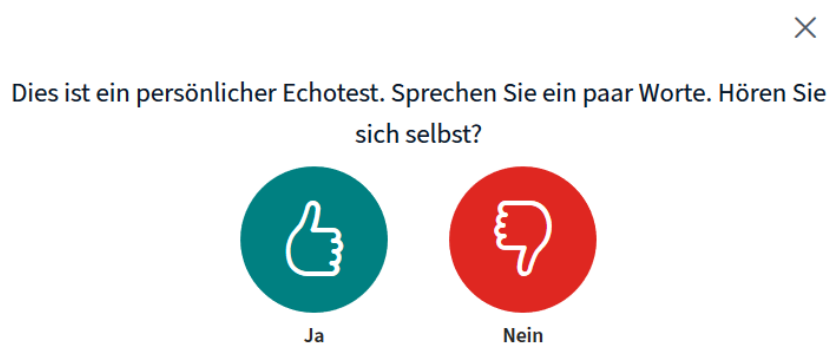 Dies ist ein persönlicher Echotest. Sprechen Sie ein paar Worte. Hören Sie
sich selbst?
Ja
Nein